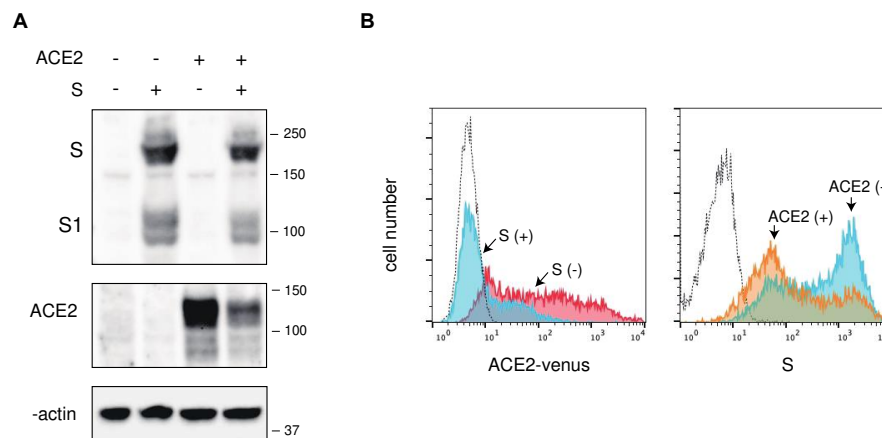 A
ACE2 - - + +
S - + - +
S
S1
ACE2
-actin
– 250
– 150
– 100
– 150
– 100
– 37
B
cell number
S (+)
S (-)
10⁰ 10¹ 10² 10³ 10⁴
ACE2-venus
ACE2 (+)
ACE2 (-
10⁰ 10¹ 10² 10³
S